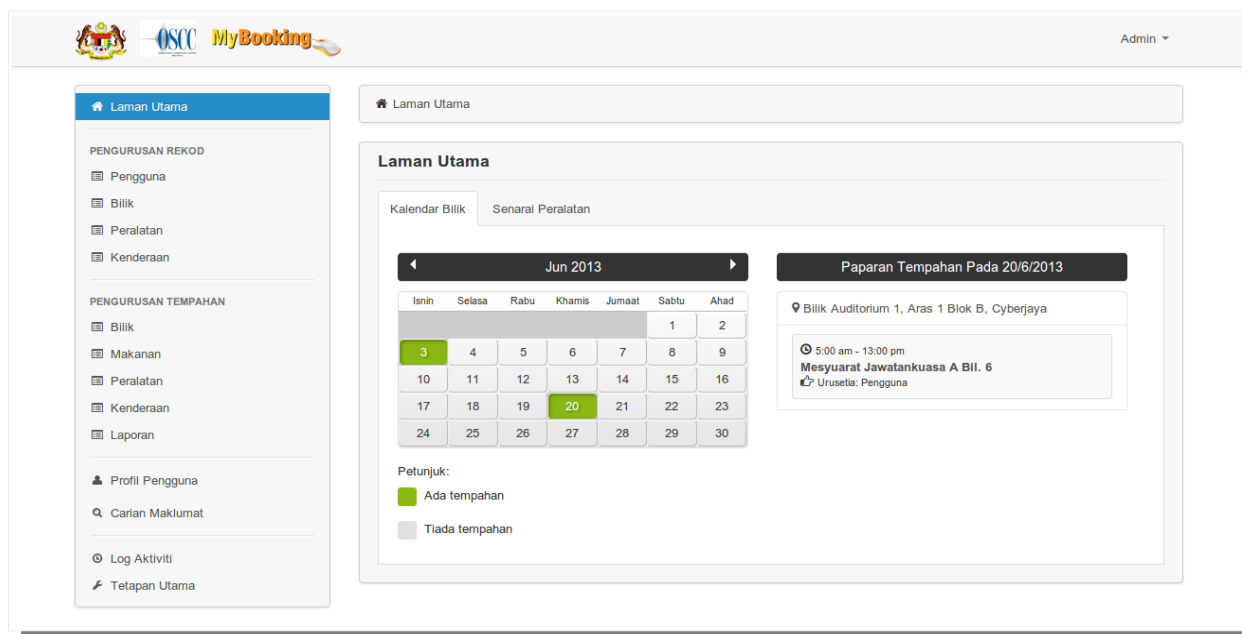 OSCC MyBooking
Admin
Laman Utama
PENGURUSAN REKOD
Pengguna
Bilik
Peralatan
Kenderaan
PENGURUSAN TEMPAHAN
Bilik
Makanan
Peralatan
Kenderaan
Laporan
Profil Pengguna
Carian Maklumat
Log Aktiviti
Tetapan Utama
Laman Utama
Laman Utama
Kalendar Bilik Senarai Peralatan
Jun 2013
Isnin Selasa Rabu Khamis Jumaat Sabtu Ahad
1 2
3 4 5 6 7 8 9
10 11 12 13 14 15 16
17 18 19 20 21 22 23
24 25 26 27 28 29 30
Petunjuk:
Ada tempahan
Tiada tempahan
Paparan Tempahan Pada 20/6/2013
Bilik Auditorium 1, Aras 1 Blok B, Cyberjaya
5:00 am - 13:00 pm
Mesyuarat Jawatankuasa A Bil. 6
Urusetia: Pengguna